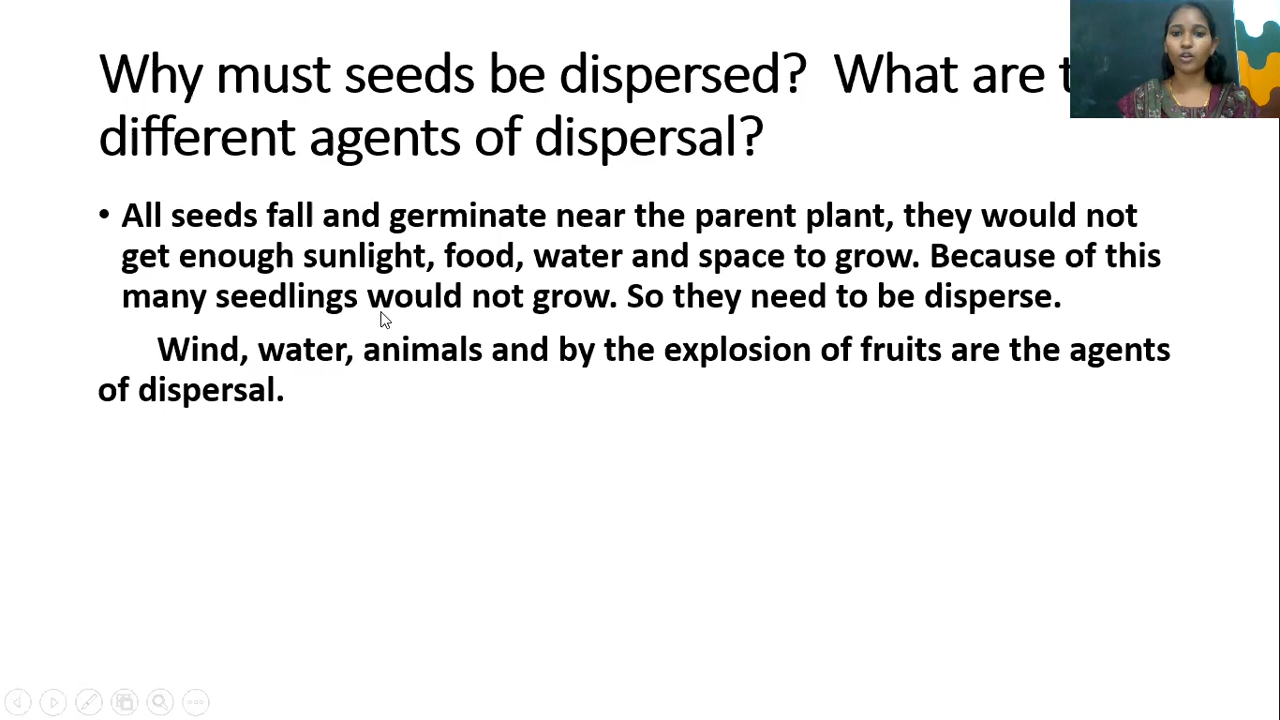 Why must seeds be dispersed? What are
different agents of dispersal?
• All seeds fall and germinate near the parent plant, they would not
get enough sunlight, food, water and space to grow. Because of this
many seedlings would not grow. So they need to be disperse.
Wind, water, animals and by the explosion of fruits are the agents
of dispersal.